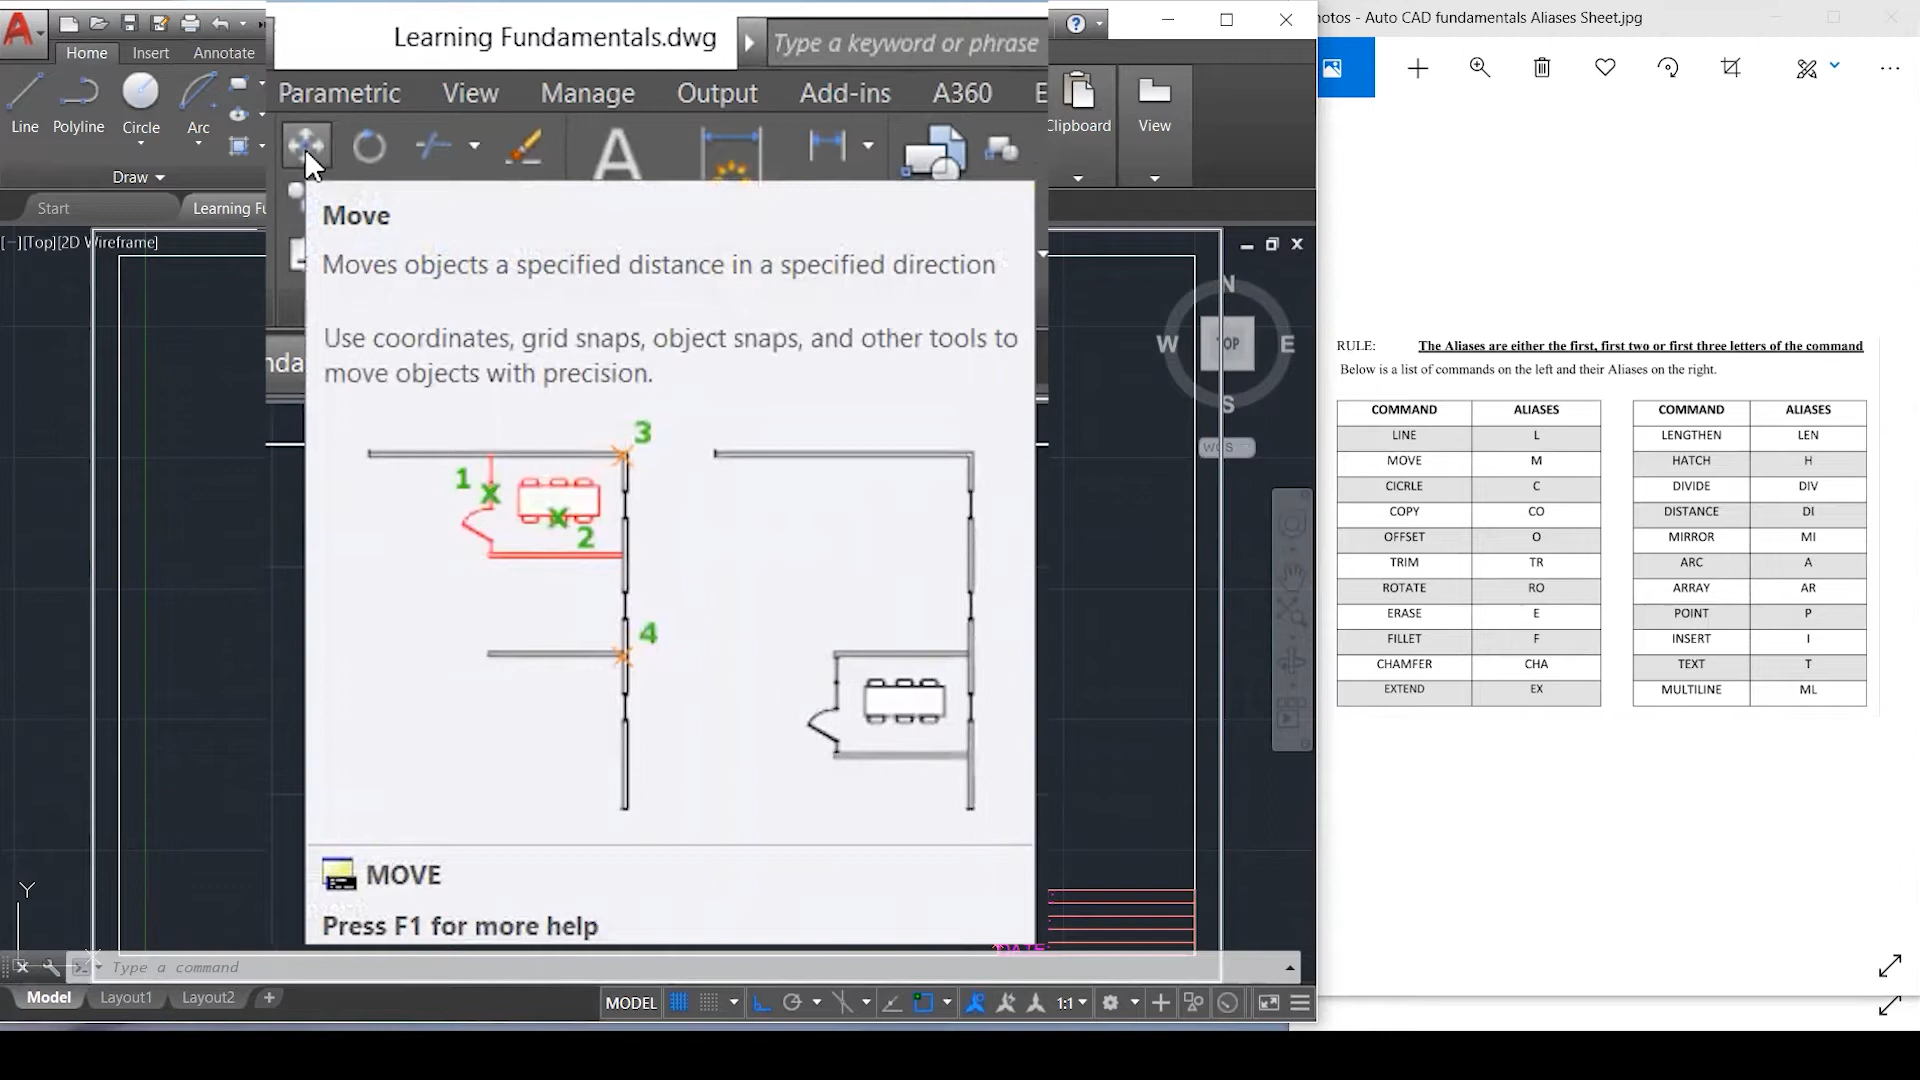 Learning Fundamentals.dwg
Type a keyword or phrase
?
Home
Insert
Annotate
Parametric
View
Manage
Output
Add-ins
A360
E
Line
Polyline
Circle
Arc
A
Clipboard
View
Draw
Start
Learning Fu
[−][Top][2D Wireframe]
nda
Move
Moves objects a specified distance in a specified direction
Use coordinates, grid snaps, object snaps, and other tools to
move objects with precision.
3
1
2
4
MOVE
Press F1 for more help
N
W
TOP
E
S
WCS
Y
Type a command
Model
Layout1
Layout2
MODEL
1:1
hotos - Auto CAD fundamentals Aliases Sheet.jpg
RULE: The Aliases are either the first, first two or first three letters of the command
Below is a list of commands on the left and their Aliases on the right.
COMMAND ALIASES
LINE L
MOVE M
CICRLE C
COPY CO
OFFSET O
TRIM TR
ROTATE RO
ERASE E
FILLET F
CHAMFER CHA
EXTEND EX
COMMAND ALIASES
LENGTHEN LEN
HATCH H
DIVIDE DIV
DISTANCE DI
MIRROR MI
ARC A
ARRAY AR
POINT P
INSERT I
TEXT T
MULTILINE ML